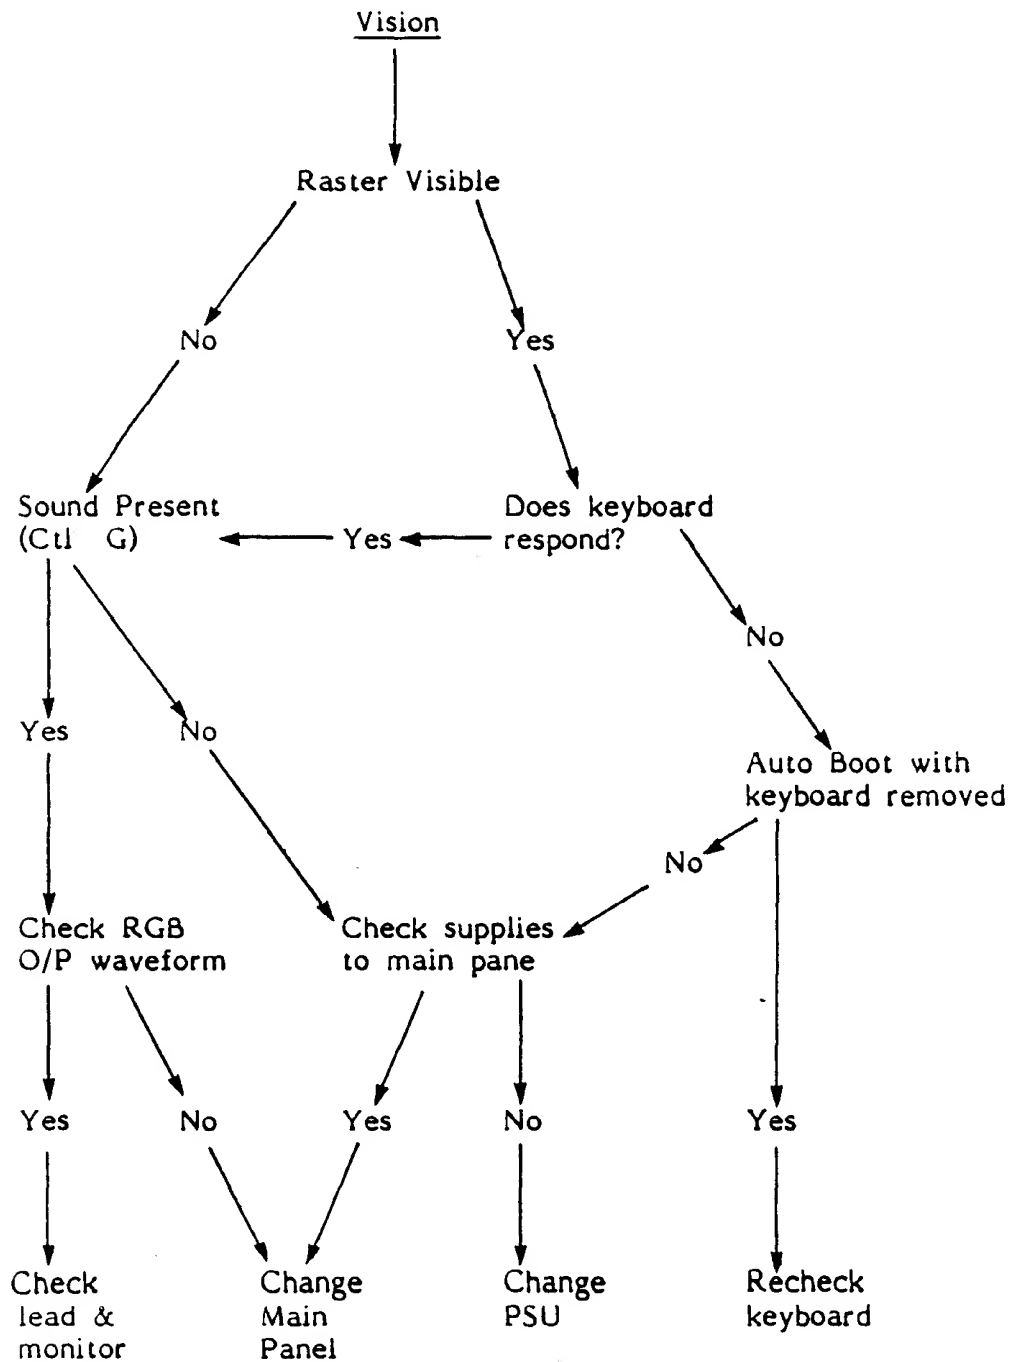 Vision
Raster Visible
No
Yes
Sound Present
(Ctl G)
Yes
Does keyboard
respond?
No
Yes
No
Auto Boot with
keyboard removed
No
Check RGB
O/P waveform
Check supplies
to main pane
Yes
No
Yes
No
Yes
Check
lead &
monitor
Change
Main
Panel
Change
PSU
Recheck
keyboard